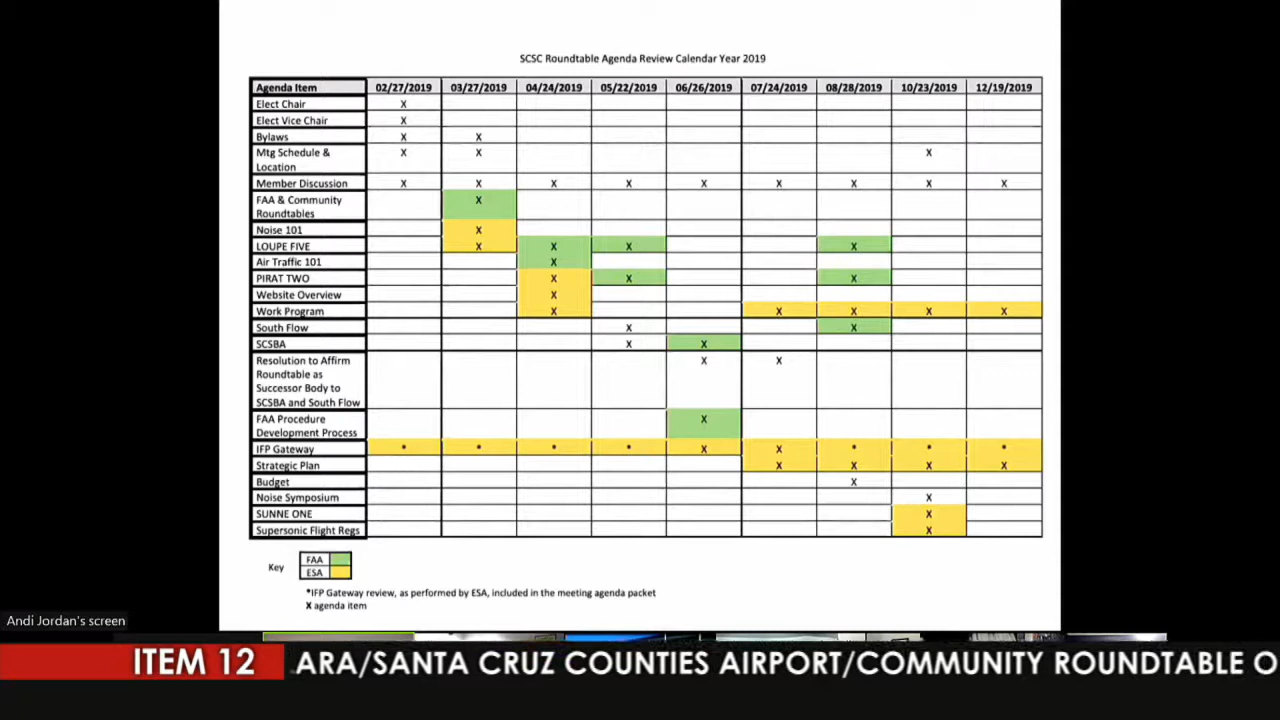 SCSC Roundtable Agenda Review Calendar Year 2019
Agenda Item 02/27/2019 03/27/2019 04/24/2019 05/22/2019 06/26/2019 07/24/2019 08/28/2019 10/23/2019 12/19/2019
Elect Chair X
Elect Vice Chair X
Bylaws X X
Mtg Schedule & X X X
Location
Member Discussion X X X X X X X X X
FAA & Community X
Roundtables
Noise 101 X
LOUPE FIVE X X X X
Air Traffic 101 X
PIRAT TWO X X X
Website Overview X
Work Program X X X X X
South Flow X X
SCSBA X X
Resolution to Affirm X X
Roundtable as
Successor Body to
SCSBA and South Flow
FAA Procedure X
Development Process
IFP Gateway * * * * X X * * *
Strategic Plan X X X X
Budget X
Noise Symposium X
SUNNE ONE X
Supersonic Flight Regs X
Key
FAA
ESA
*IFP Gateway review, as performed by ESA, included in the meeting agenda packet
X agenda item
Andi Jordan's screen
ITEM 12 ARA/SANTA CRUZ COUNTIES AIRPORT/COMMUNITY ROUNDTABLE O